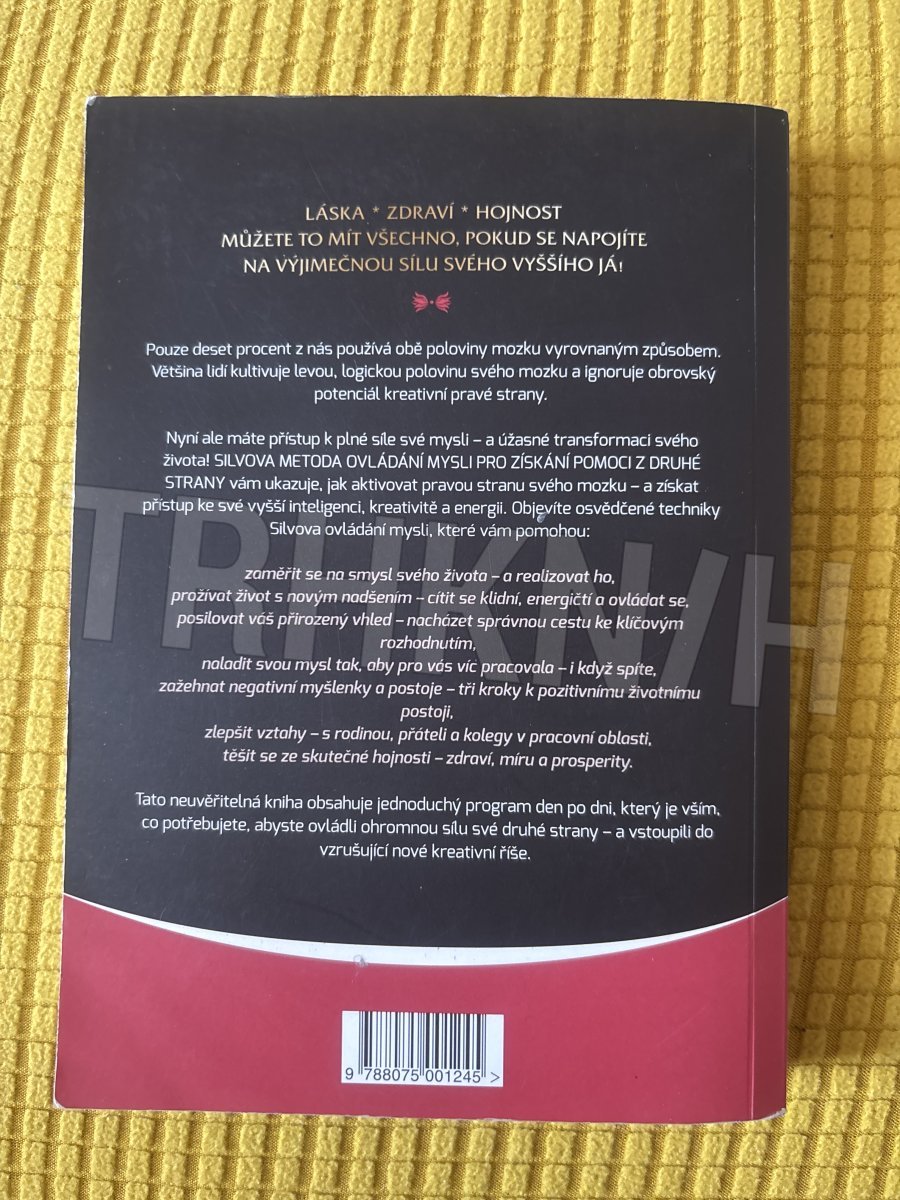 LÁSKA * ZDRAVÍ * HOJNOST
MŮŽETE TO MÍT VŠECHNO, POKUD SE NAPOJÍTE
NA VÝJIMEČNOU SÍLU SVÉHO VYŠŠÍHO JÁ!
Pouze deset procent z nás používá obě poloviny mozku vyrovnaným způsobem.
Většina lidí kultivuje levou, logickou polovinu svého mozku a ignoruje obrovský
potenciál kreativní pravé strany.
Nyní ale máte přístup k plné síle své mysli – a úžasné transformaci svého
života! SILVOVA METODA OVLÁDÁNÍ MYSLI PRO ZÍSKÁNÍ POMOCI Z DRUHÉ
STRANY vám ukazuje, jak aktivovat pravou stranu svého mozku – a získat
přístup ke své vyšší inteligenci, kreativitě a energii. Objevíte osvědčené techniky
Silvova ovládání mysli, které vám pomohou:
zaměřit se na smysl svého života – a realizovat ho,
prožívat život s novým nadšením – cítit se klidní, energičtí a ovládat se,
posilovat váš přirozený vhled – nacházet správnou cestu ke klíčovým
rozhodnutím,
naladit svou mysl tak, aby pro vás víc pracovala – i když spíte,
zažehnat negativní myšlenky a postoje – tři kroky k pozitivnímu životnímu
postoji,
zlepšit vztahy – s rodinou, přáteli a kolegy v pracovní oblasti,
těšit se ze skutečné hojnosti – zdraví, míru a prosperity.
Tato neuvěřitelná kniha obsahuje jednoduchý program den po dni, který je vším,
co potřebujete, abyste ovládli ohromnou sílu své druhé strany – a vstoupili do
vzrušující nové kreativní říše.
9 788075 001245 >
TRHKNIH